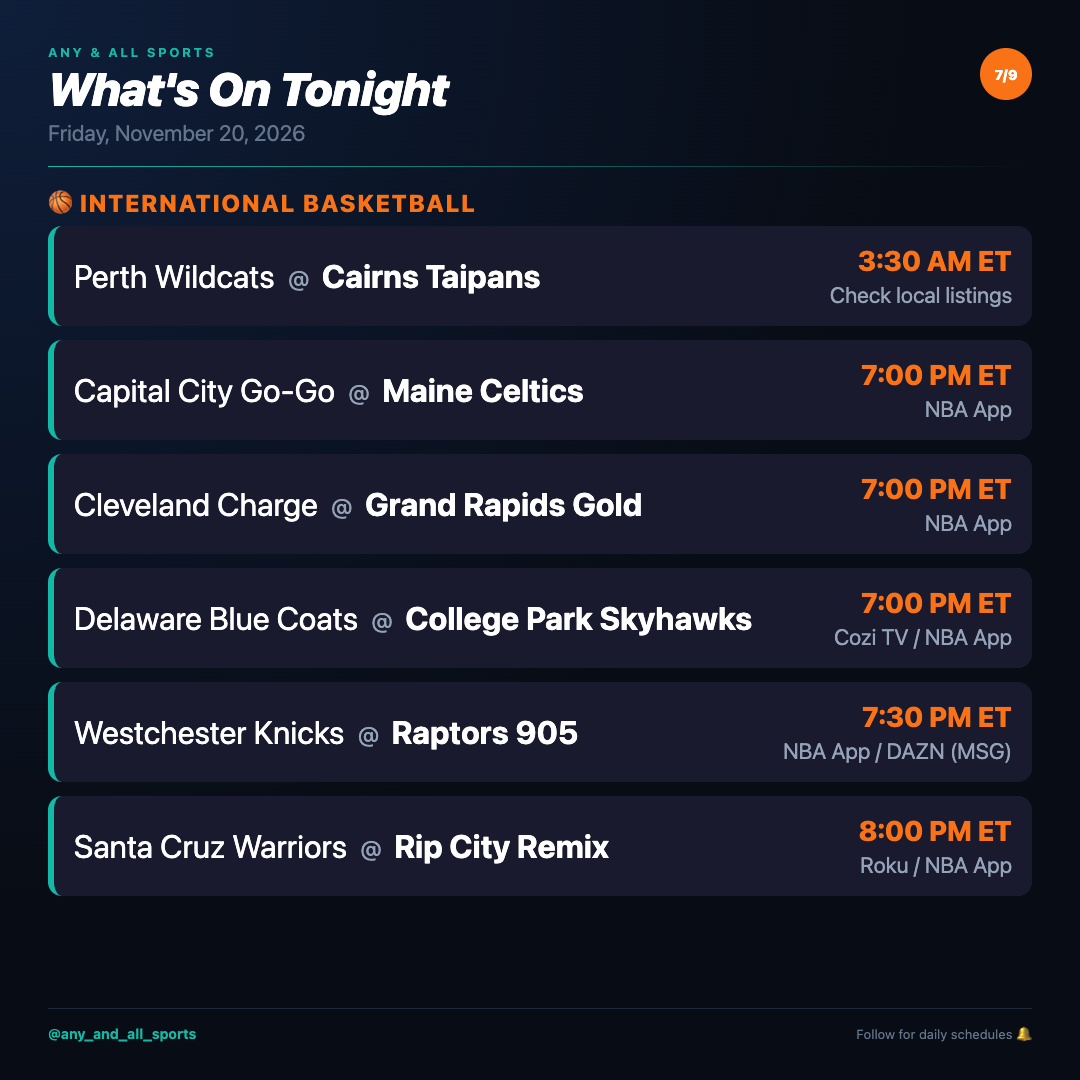 ANY & ALL SPORTS
What's On Tonight
Friday, November 20, 2026
7/9
🏀 INTERNATIONAL BASKETBALL
Perth Wildcats @ Cairns Taipans
3:30 AM ET
Check local listings
Capital City Go-Go @ Maine Celtics
7:00 PM ET
NBA App
Cleveland Charge @ Grand Rapids Gold
7:00 PM ET
NBA App
Delaware Blue Coats @ College Park Skyhawks
7:00 PM ET
Cozi TV / NBA App
Westchester Knicks @ Raptors 905
7:30 PM ET
NBA App / DAZN (MSG)
Santa Cruz Warriors @ Rip City Remix
8:00 PM ET
Roku / NBA App
@any_and_all_sports
Follow for daily schedules 🔔